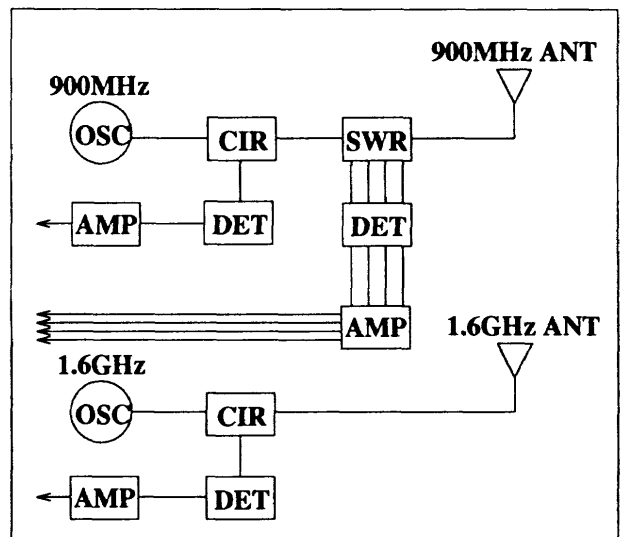 900MHz ANT
900MHz
OSC
CIR
SWR
AMP
DET
DET
AMP
1.6GHz ANT
1.6GHz
OSC
CIR
AMP
DET